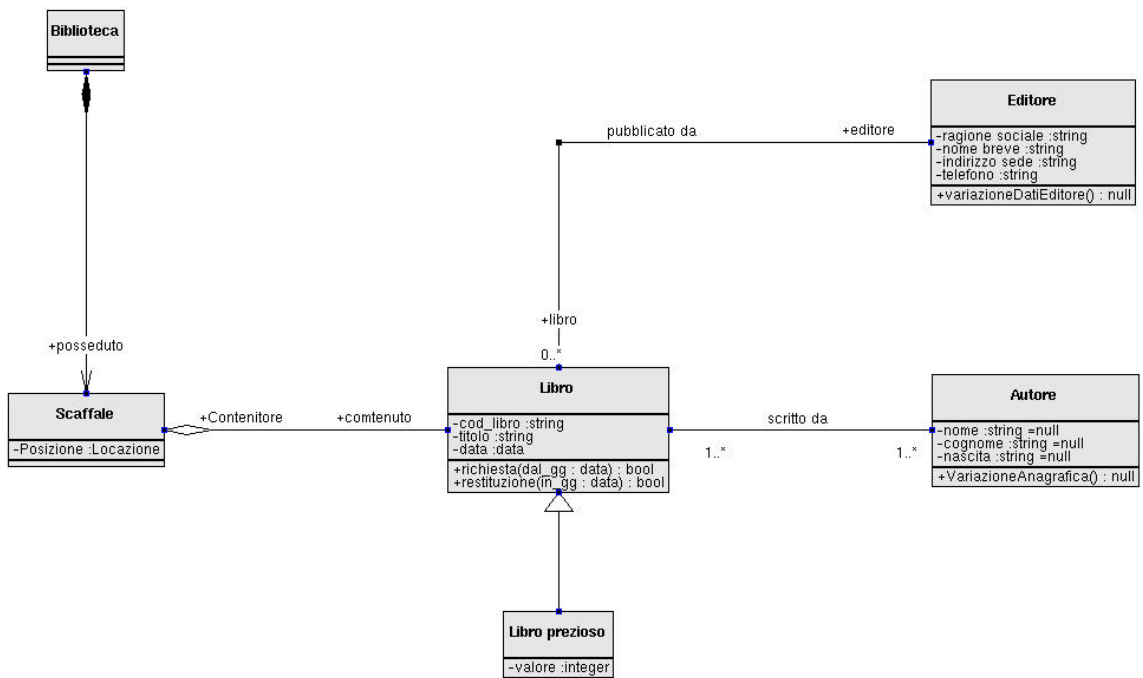 Biblioteca
Editore
-ragione sociale :string
-nome breve :string
-indirizzo sede :string
-telefono :string
+variazioneDatiEditore() : null
pubblicato da
+editore
+libro
0..*
+posseduto
Scaffale
-Posizione :Locazione
+Contenitore
+comtenuto
Libro
-cod_libro :string
-titolo :string
-data :data
+richiesta(dal_gg : data) : bool
+restituzione(in_gg : data) : bool
scritto da
1..*
1..*
Autore
-nome :string =null
-cognome :string =null
-nascita :string =null
+VariazioneAnagrafica() : null
Libro prezioso
-valore :integer